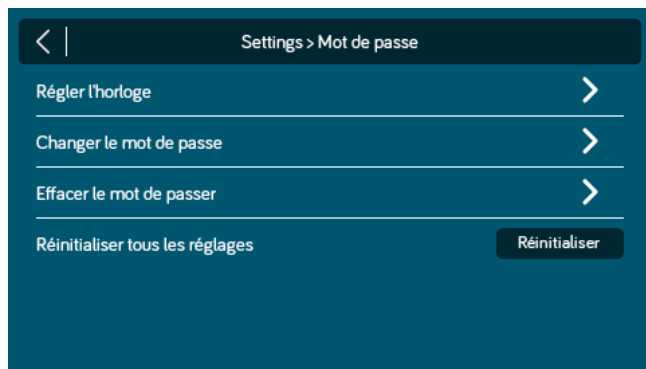 Settings > Mot de passe
Régler l'horloge
Changer le mot de passe
Effacer le mot de passer
Réinitialiser tous les réglages Réinitialiser